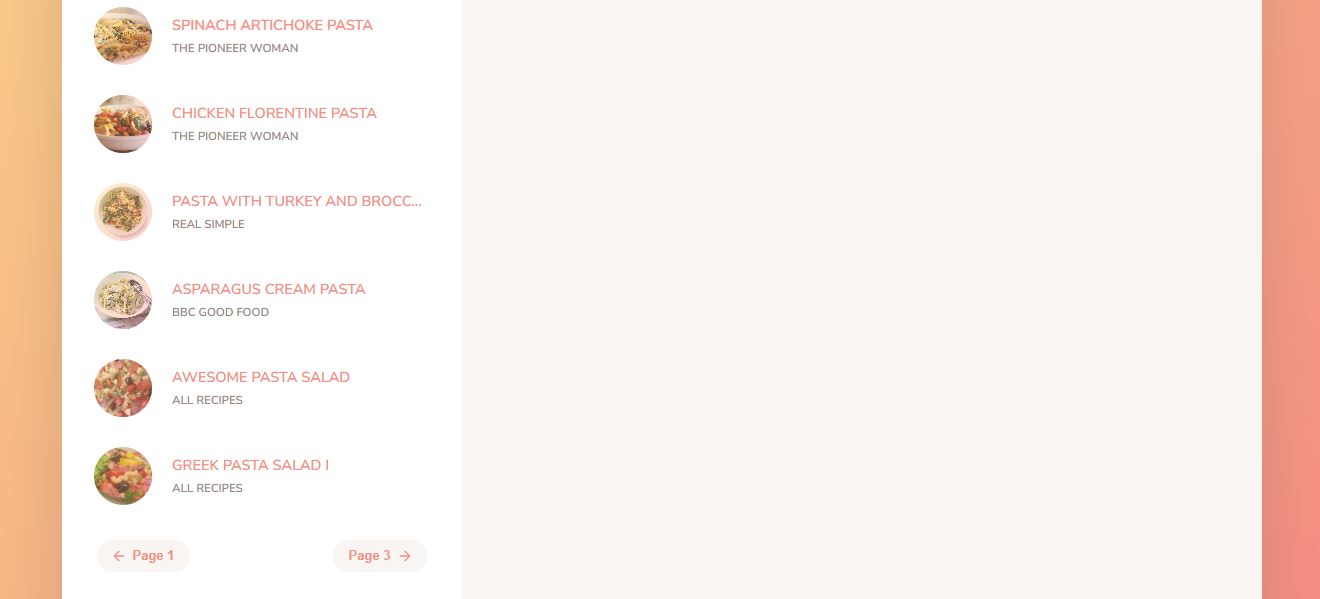 SPINACH ARTICHOKE PASTA
THE PIONEER WOMAN
CHICKEN FLORENTINE PASTA
THE PIONEER WOMAN
PASTA WITH TURKEY AND BROCC...
REAL SIMPLE
ASPARAGUS CREAM PASTA
BBC GOOD FOOD
AWESOME PASTA SALAD
ALL RECIPES
GREEK PASTA SALAD I
ALL RECIPES
← Page 1
Page 3 →